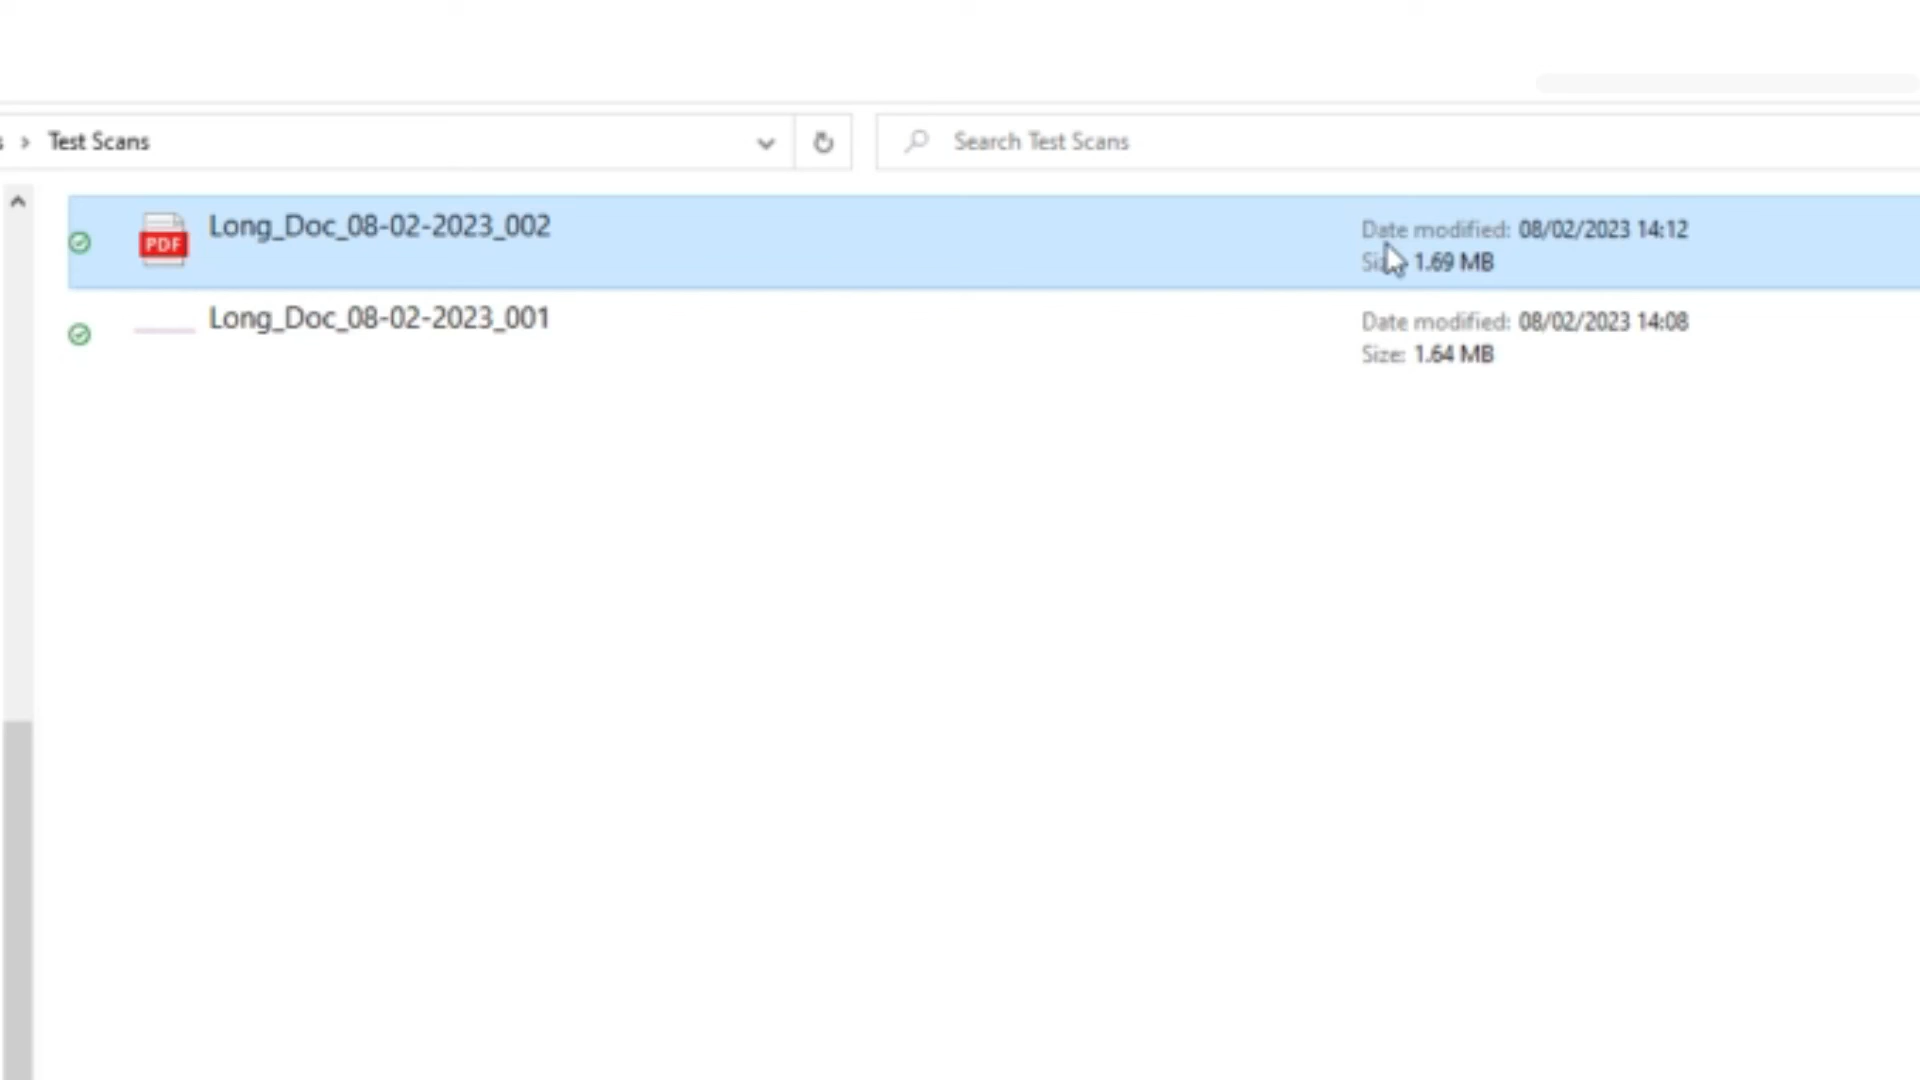 Test Scans
Search Test Scans
PDF
Long_Doc_08-02-2023_002
Date modified: 08/02/2023 14:12
1.69 MB
Long_Doc_08-02-2023_001
Date modified: 08/02/2023 14:08
Size: 1.64 MB